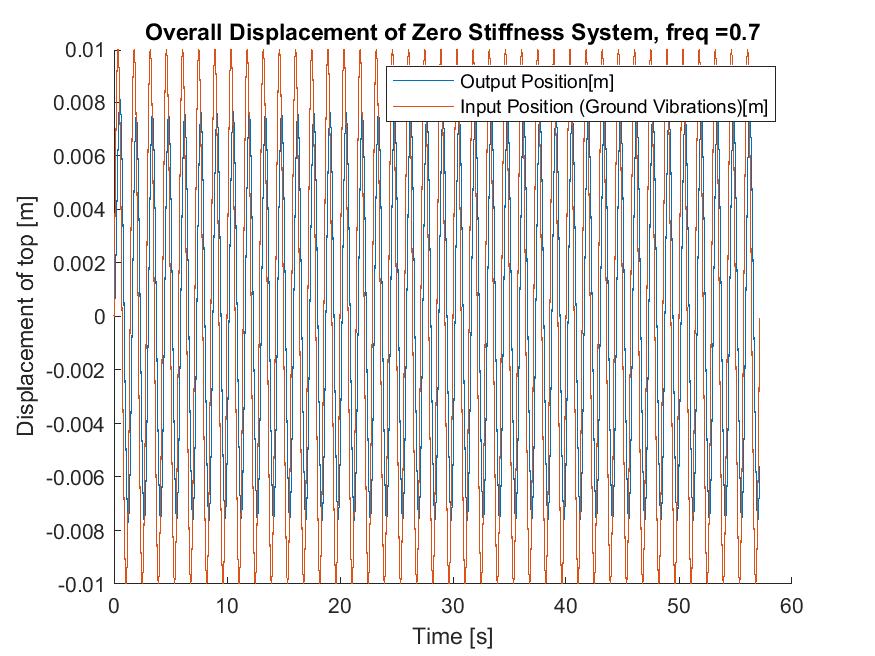 Overall Displacement of Zero Stiffness System, freq =0.7
Output Position[m]
Input Position (Ground Vibrations)[m]
Displacement of top [m]
0.01
0.008
0.006
0.004
0.002
0
-0.002
-0.004
-0.006
-0.008
-0.01
0 10 20 30 40 50 60
Time [s]